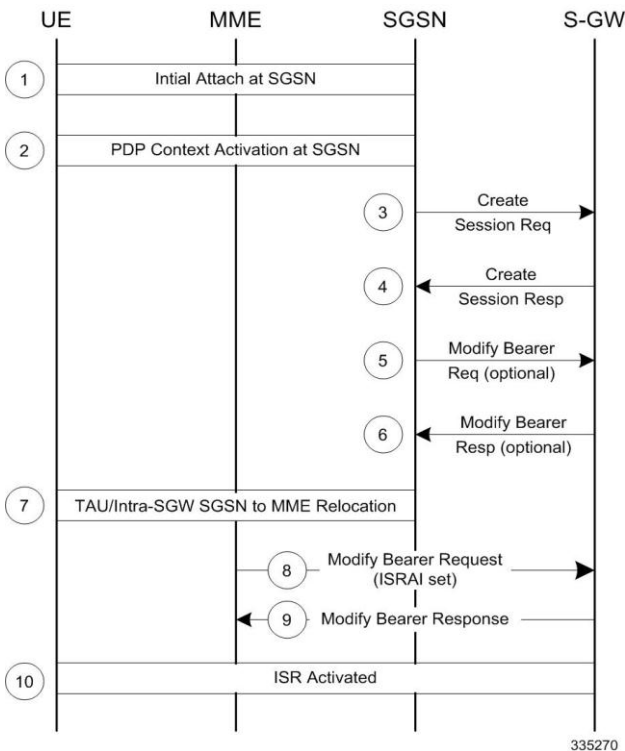 UE MME SGSN S-GW
1 Intial Attach at SGSN
2 PDP Context Activation at SGSN
3 Create
Session Req
4 Create
Session Resp
5 Modify Bearer
Req (optional)
6 Modify Bearer
Resp (optional)
7 TAU/Intra-SGW SGSN to MME Relocation
8 Modify Bearer Request
(ISRAI set)
9 Modify Bearer Response
10 ISR Activated
335270